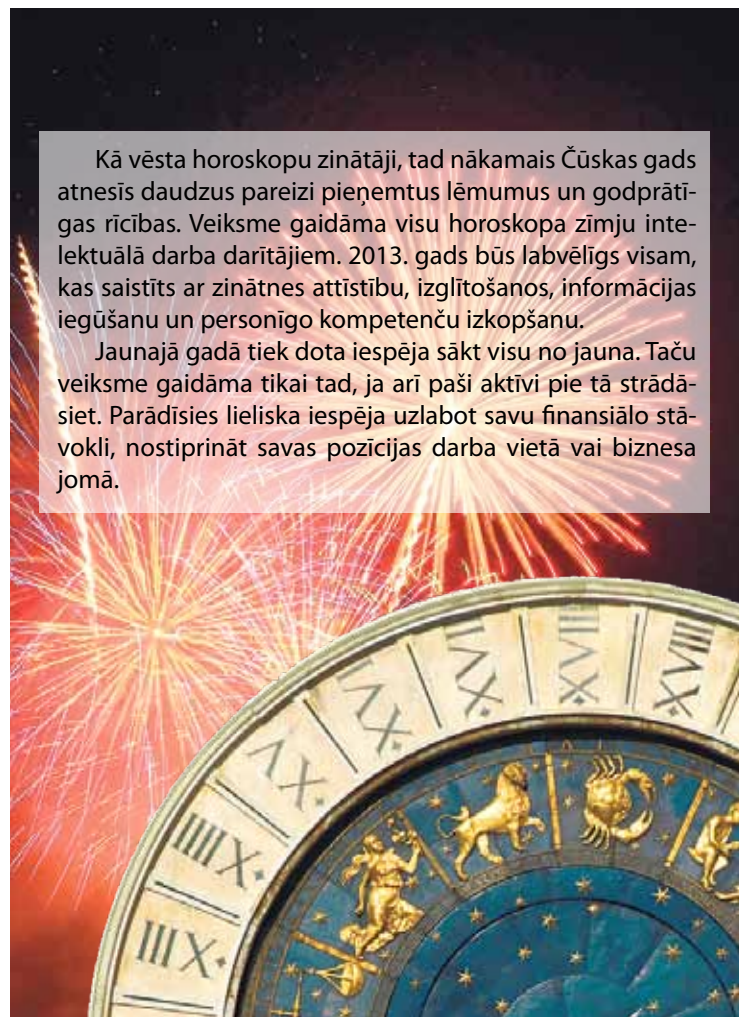 Kā vēsta horoskopu zinātāji, tad nākamais Čūskas gads
atnesīs daudzus pareizi pieņemtus lēmumus un godprātī-
gas rīcības. Veiksme gaidāma visu horoskopa zīmju inte-
lektuālā darba darītājiem. 2013. gads būs labvēlīgs visam,
kas saistīts ar zinātnes attīstību, izglītošanos, informācijas
iegūšanu un personīgo kompetenču izkopšanu.
Jaunajā gadā tiek dota iespēja sākt visu no jauna. Taču
veiksme gaidāma tikai tad, ja arī paši aktīvi pie tā strādā-
siet. Parādīsies lieliska iespēja uzlabot savu finansiālo stā-
vokli, nostiprināt savas pozīcijas darba vietā vai biznesa
jomā.
IIIIX
IIIX